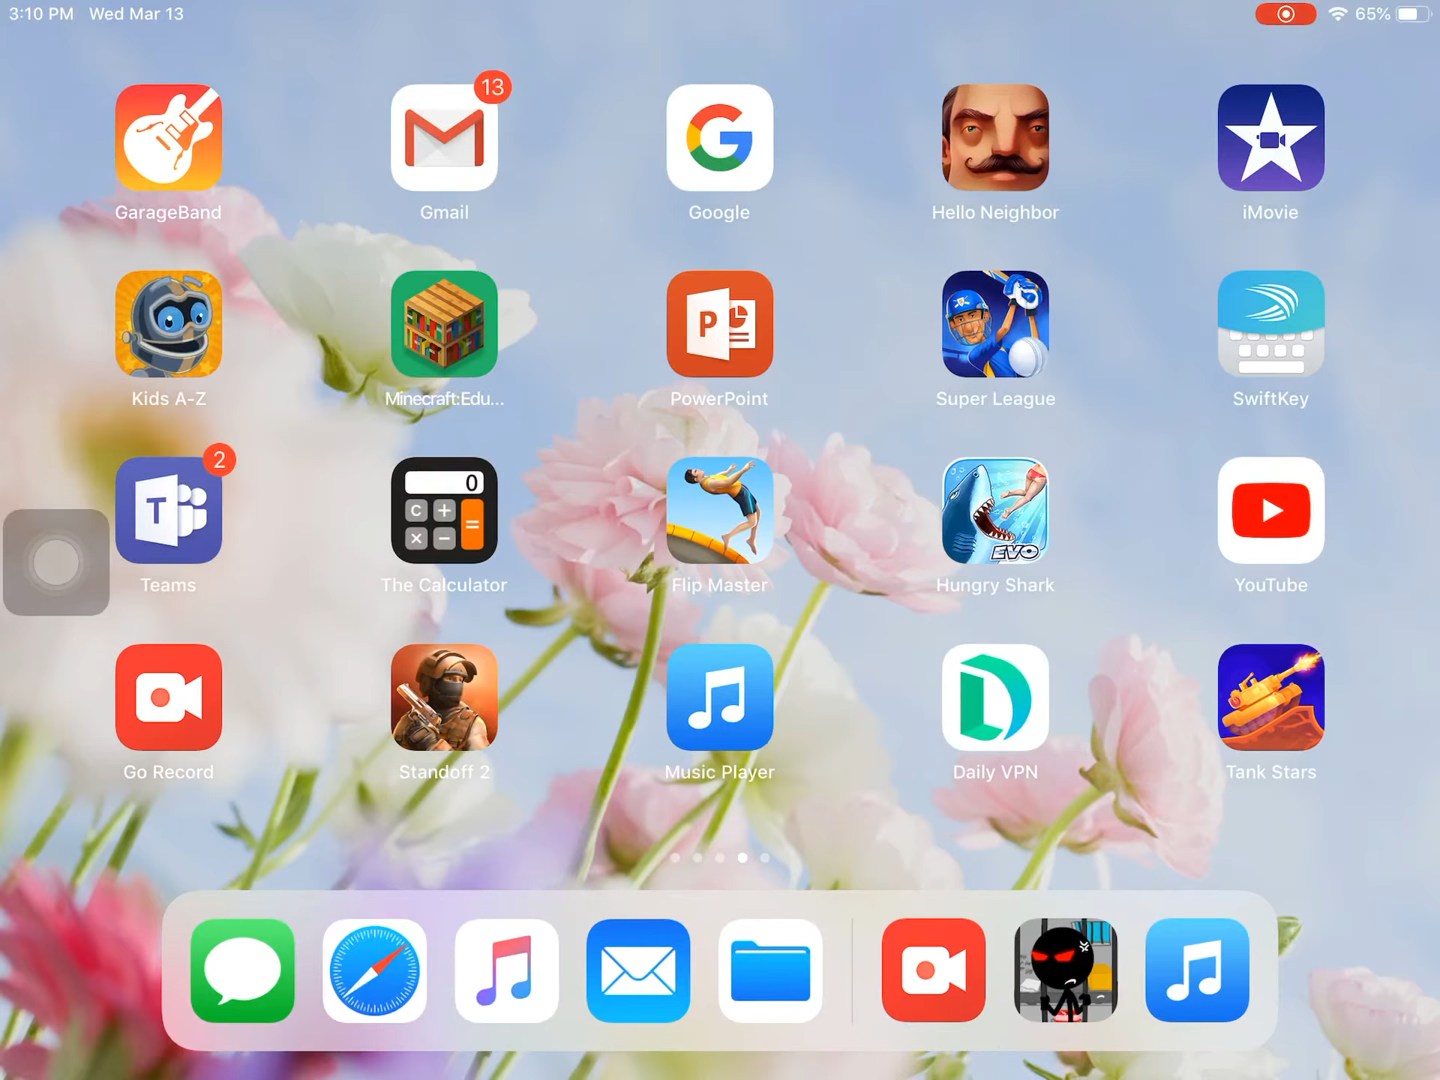 3:10 PM Wed Mar 13
65%
13
GarageBand
Gmail
Google
Hello Neighbor
iMovie
P
Kids A-Z
Minecraft:Edu...
PowerPoint
Super League
SwiftKey
2
T
0
C +
=
× −
EVO
Teams
The Calculator
Flip Master
Hungry Shark
YouTube
Go Record
Standoff 2
Music Player
Daily VPN
Tank Stars